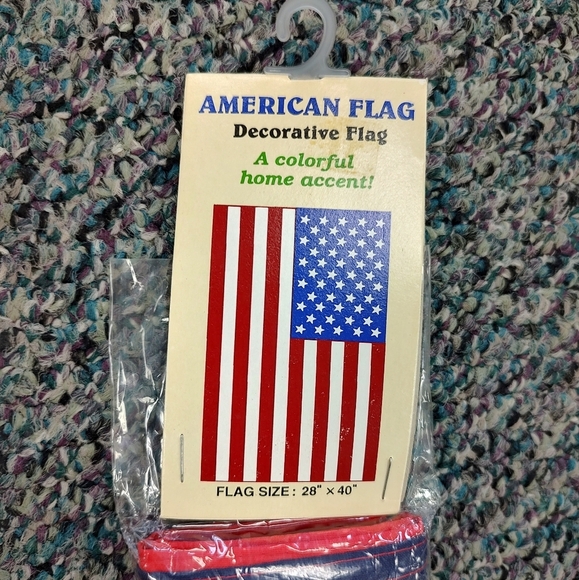 AMERICAN FLAG
Decorative Flag
A colorful
home accent!
FLAG SIZE: 28" × 40"